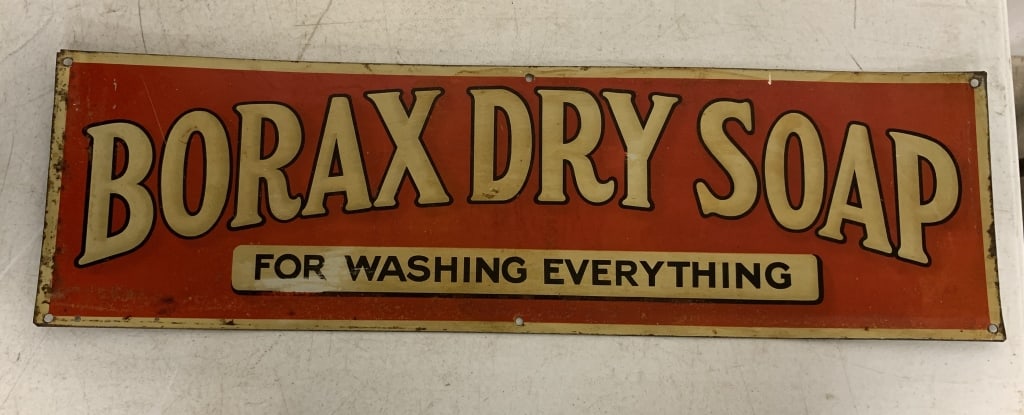 BORAX DRY SOAP
FOR WASHING EVERYTHING